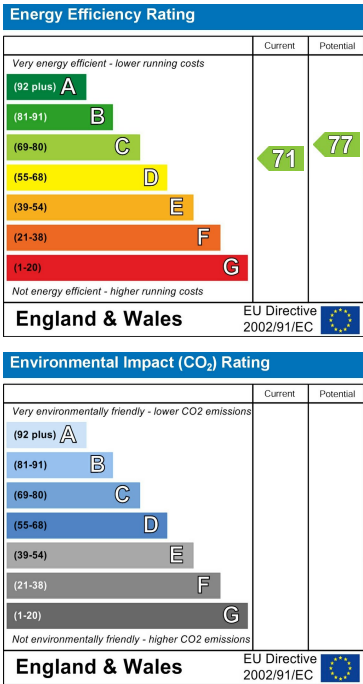 Energy Efficiency Rating
Current Potential
Very energy efficient - lower running costs
(92 plus) A
(81-91) B
(69-80) C
(55-68) D
(39-54) E
(21-38) F
(1-20) G
71
77
Not energy efficient - higher running costs
England & Wales
EU Directive
2002/91/EC
Environmental Impact (CO₂) Rating
Current Potential
Very environmentally friendly - lower CO2 emissions
(92 plus) A
(81-91) B
(69-80) C
(55-68) D
(39-54) E
(21-38) F
(1-20) G
Not environmentally friendly - higher CO2 emissions
England & Wales
EU Directive
2002/91/EC